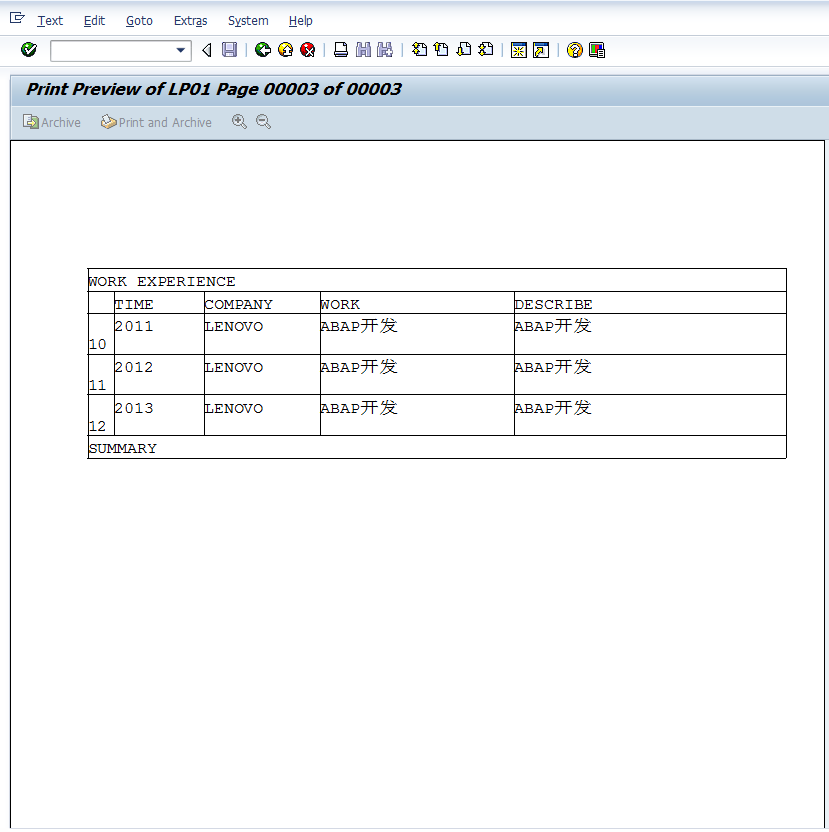 Text Edit Goto Extras System Help
Print Preview of LP01 Page 00003 of 00003
Archive Print and Archive
WORK EXPERIENCE
TIME COMPANY WORK DESCRIBE
10 2011 LENOVO ABAP开发 ABAP开发
11 2012 LENOVO ABAP开发 ABAP开发
12 2013 LENOVO ABAP开发 ABAP开发
SUMMARY